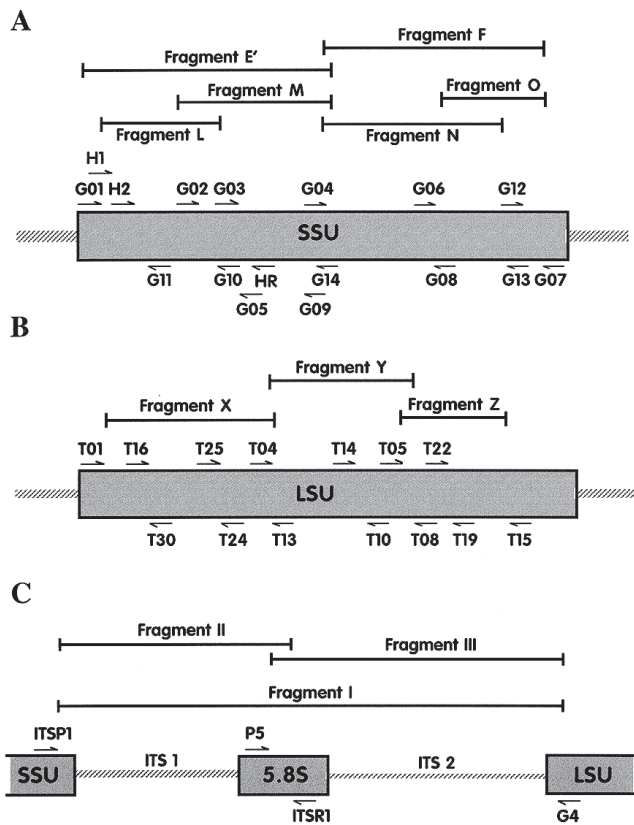 A
Fragment F
Fragment E'
Fragment M
Fragment O
Fragment L
Fragment N
H1
G01 H2 G02 G03 G04 G06 G12
SSU
G11 G10 HR G14 G08 G13 G07
G05 G09
B
Fragment Y
Fragment X
Fragment Z
T01 T16 T25 T04 T14 T05 T22
LSU
T30 T24 T13 T10 T08 T19 T15
C
Fragment II
Fragment III
Fragment I
ITSP1 P5
SSU ITS 1 5.8S ITS 2 LSU
ITSR1 G4